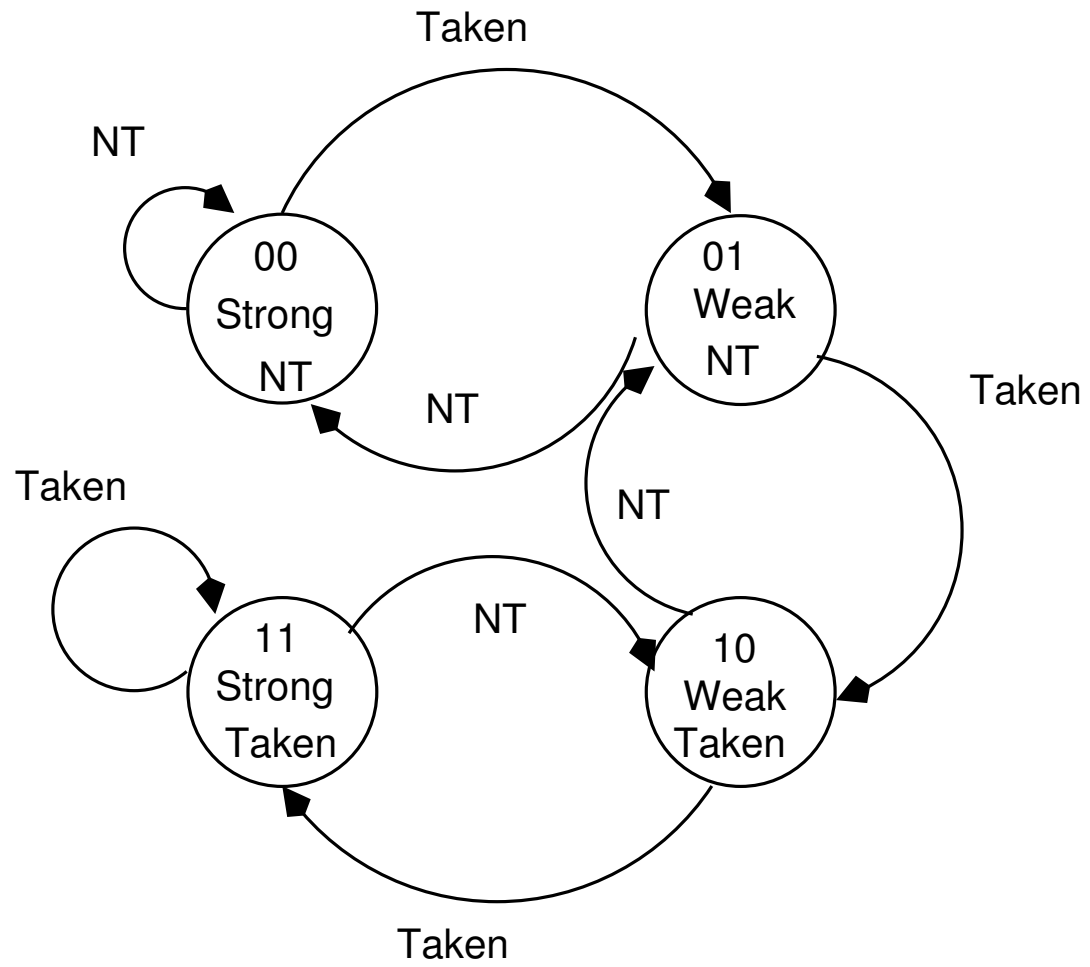 Taken
NT
00
Strong
NT
01
Weak
NT
Taken
NT
Taken
NT
NT
11
Strong
Taken
10
Weak
Taken
Taken